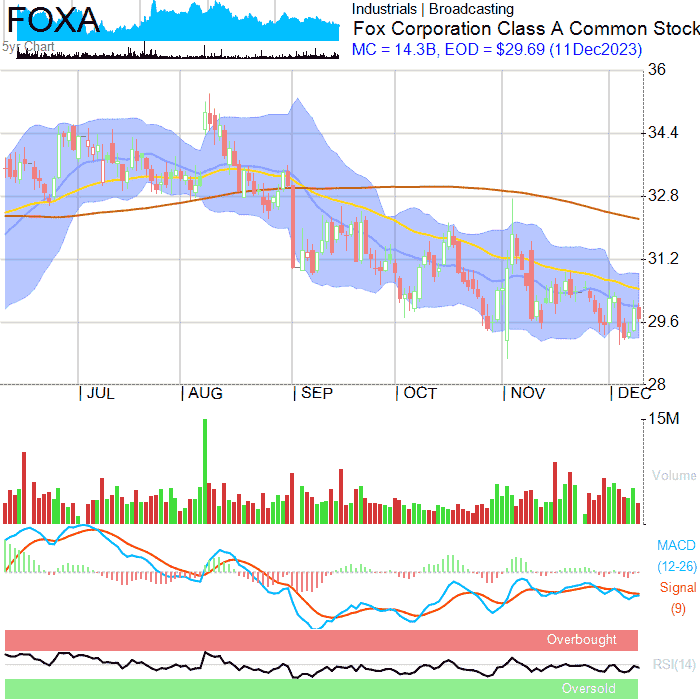 FOXA
5yr Chart
Industrials | Broadcasting
Fox Corporation Class A Common Stock
MC = 14.3B, EOD = $29.69 (11Dec2023)
36
34.4
32.8
31.2
29.6
28
| JUL
| AUG
| SEP
| OCT
| NOV
| DEC
15M
Volume
MACD
(12-26)
Signal
(9)
Overbought
RSI(14)
Oversold